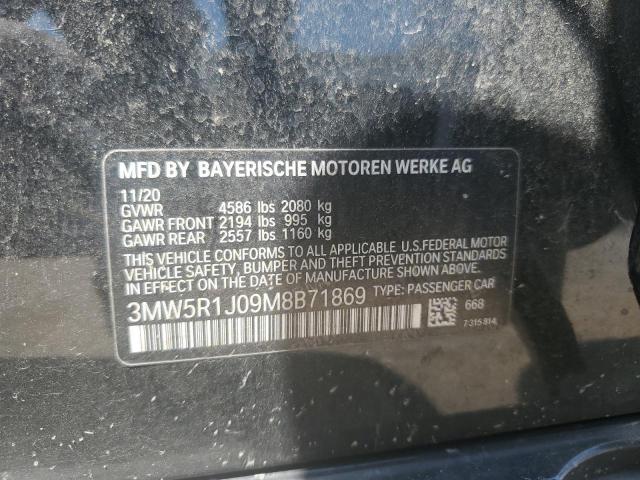 MFD BY BAYERISCHE MOTOREN WERKE AG
11/20
GVWR 4586 lbs 2080 kg
GAWR FRONT 2194 lbs 995 kg
GAWR REAR 2557 lbs 1160 kg
THIS VEHICLE CONFORMS TO ALL APPLICABLE U.S. FEDERAL MOTOR
VEHICLE SAFETY, BUMPER AND THEFT PREVENTION STANDARDS
IN EFFECT ON THE DATE OF MANUFACTURE SHOWN ABOVE.
3MW5R1J09M8B71869 TYPE: PASSENGER CAR
668
7 315 814